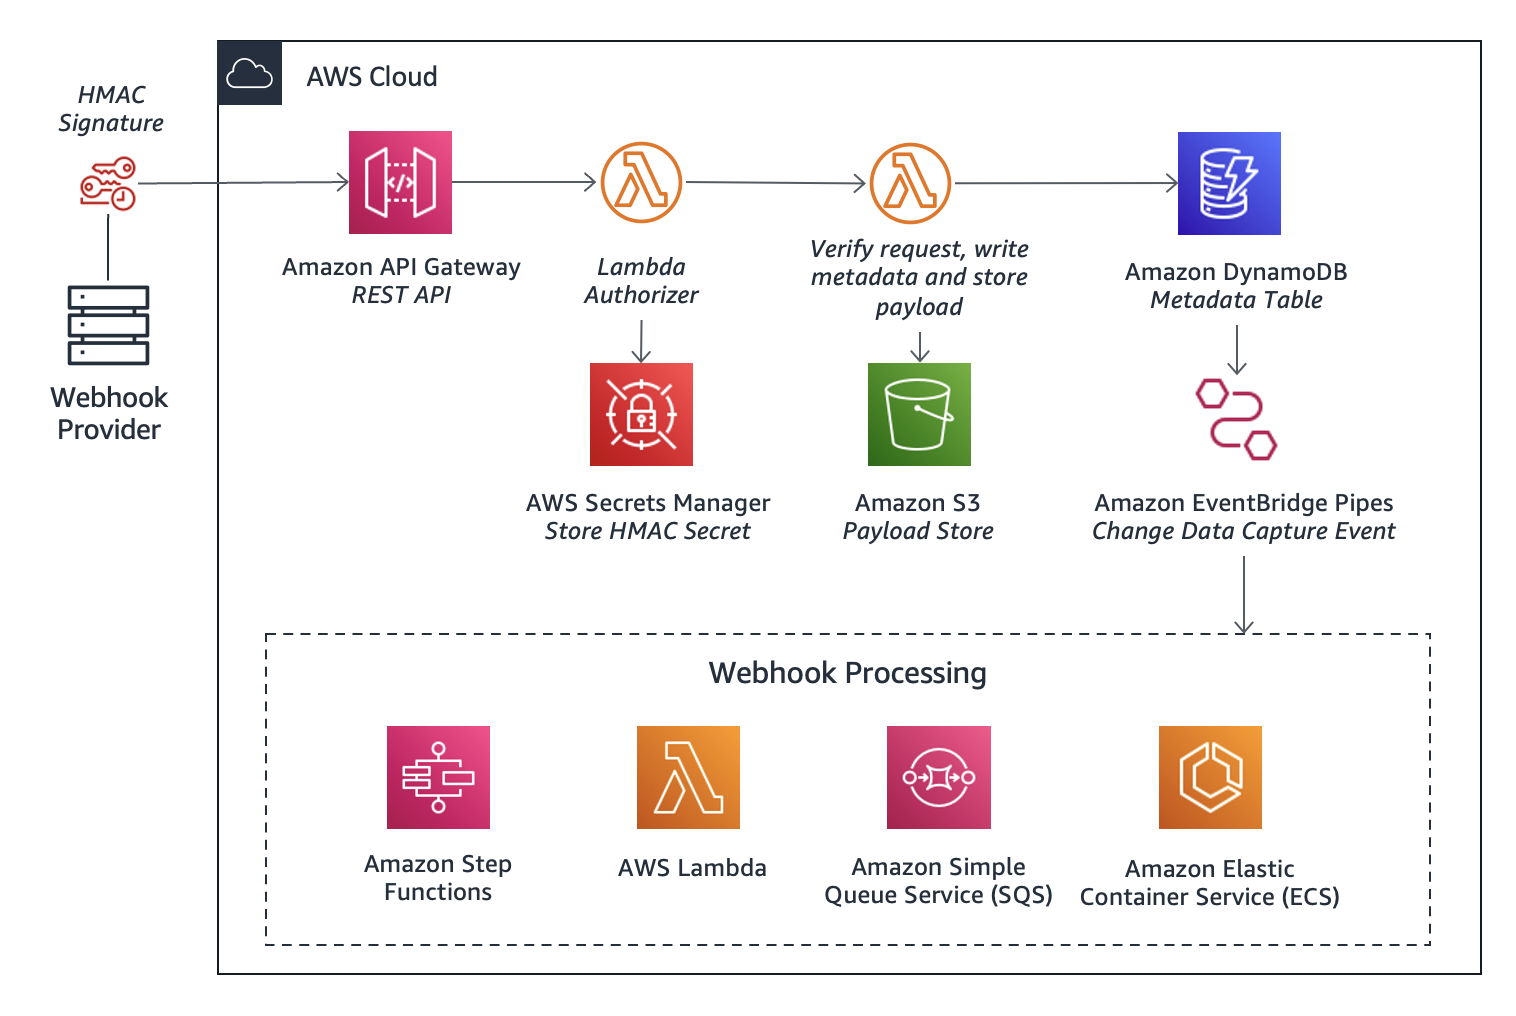 AWS Cloud
HMAC
Signature
Amazon API Gateway
REST API
Lambda
Authorizer
Verify request, write
metadata and store
payload
Amazon DynamoDB
Metadata Table
Webhook
Provider
AWS Secrets Manager
Store HMAC Secret
Amazon S3
Payload Store
Amazon EventBridge Pipes
Change Data Capture Event
Webhook Processing
Amazon Step
Functions
AWS Lambda
Amazon Simple
Queue Service (SQS)
Amazon Elastic
Container Service (ECS)